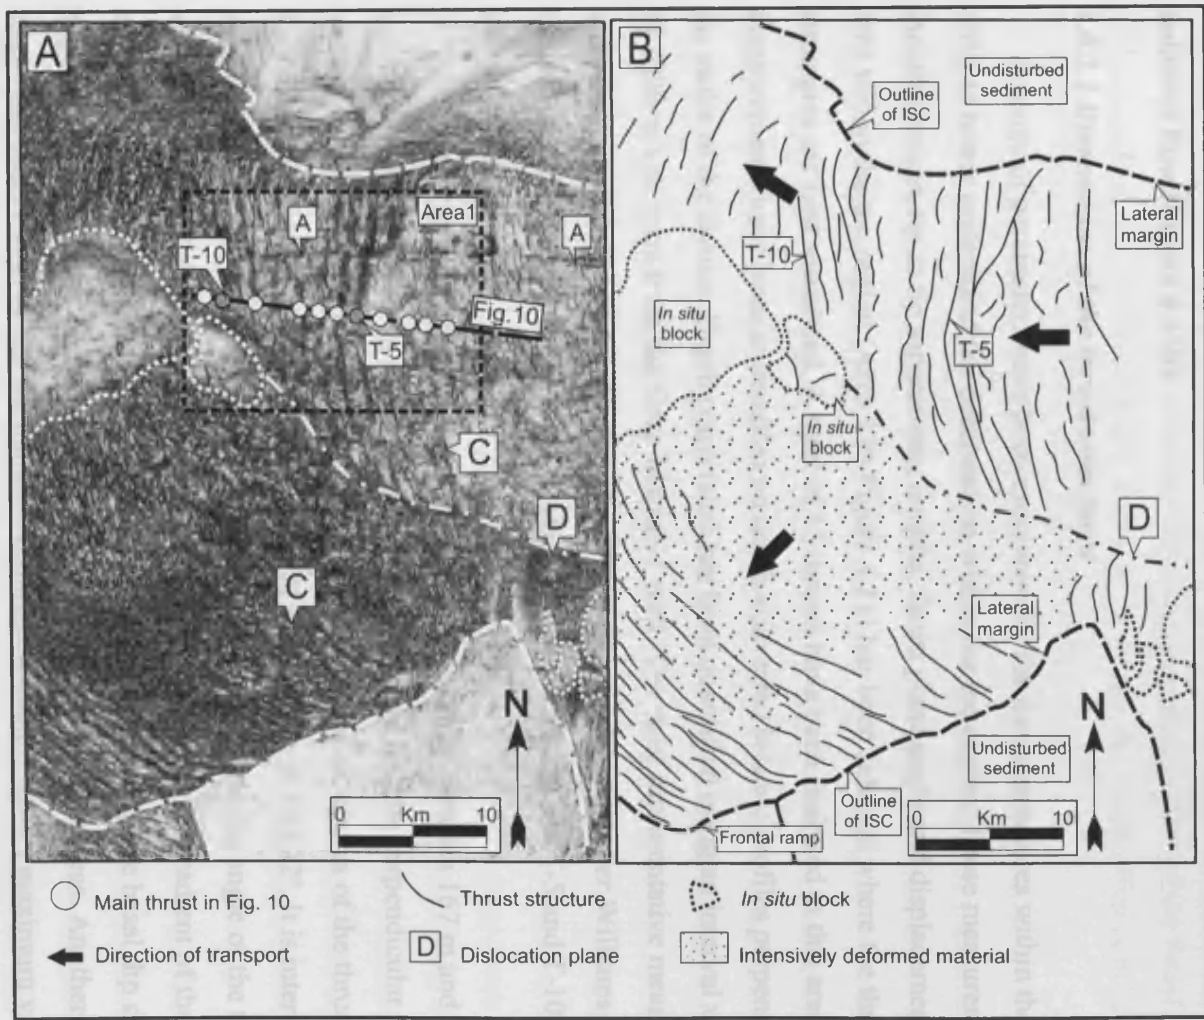 A
A
Area1
A
T-10
Fig.10
T-5
C
D
C
N
0 Km 10
B
Undisturbed
sediment
Outline
of ISC
Lateral
margin
T-10
In situ
block
T-5
In situ
block
D
Lateral
margin
N
Undisturbed
sediment
Outline
of ISC
0 Km 10
Frontal ramp
Main thrust in Fig. 10
Thrust structure
In situ block
Direction of transport
D
Dislocation plane
Intensively deformed material